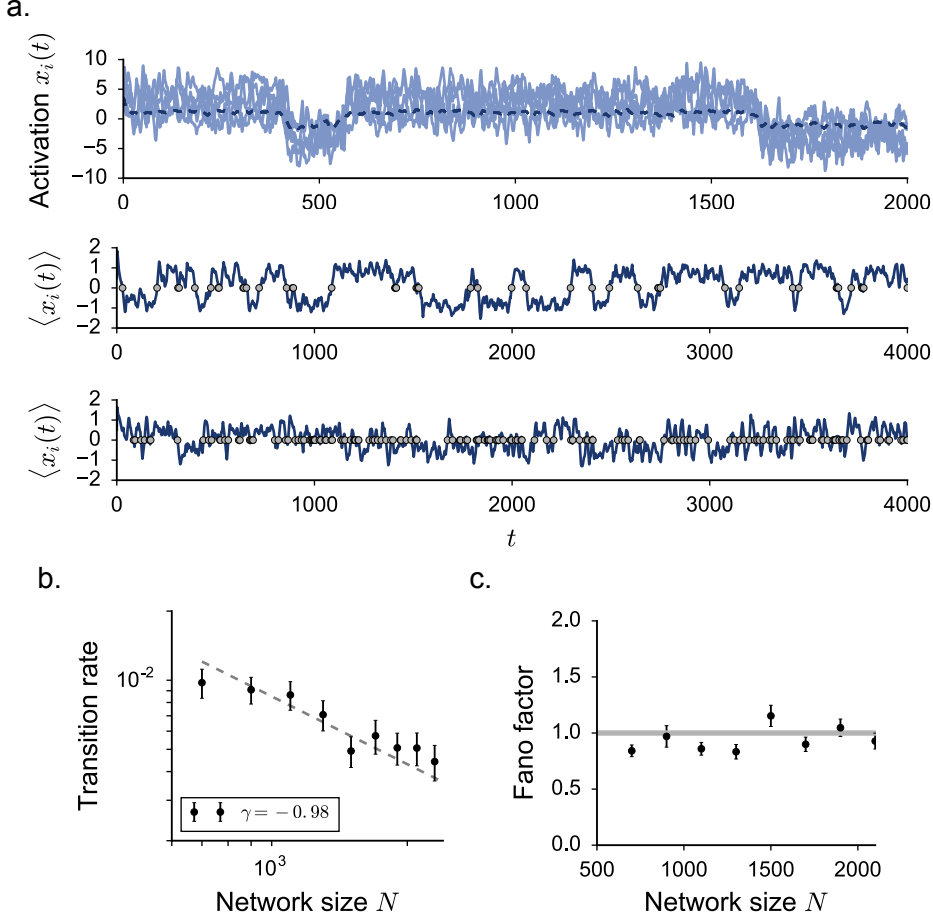 a.
Activation x_i(t)
10
5
0
−5
−10
0 500 1000 1500 2000
⟨x_i(t)⟩
2
1
0
−1
−2
0 1000 2000 3000 4000
⟨x_i(t)⟩
2
1
0
−1
−2
0 1000 2000 3000 4000
t
b.
Transition rate
10⁻²
γ = −0.98
10³
Network size N
c.
Fano factor
2.0
1.5
1.0
0.5
0.0
500 1000 1500 2000
Network size N